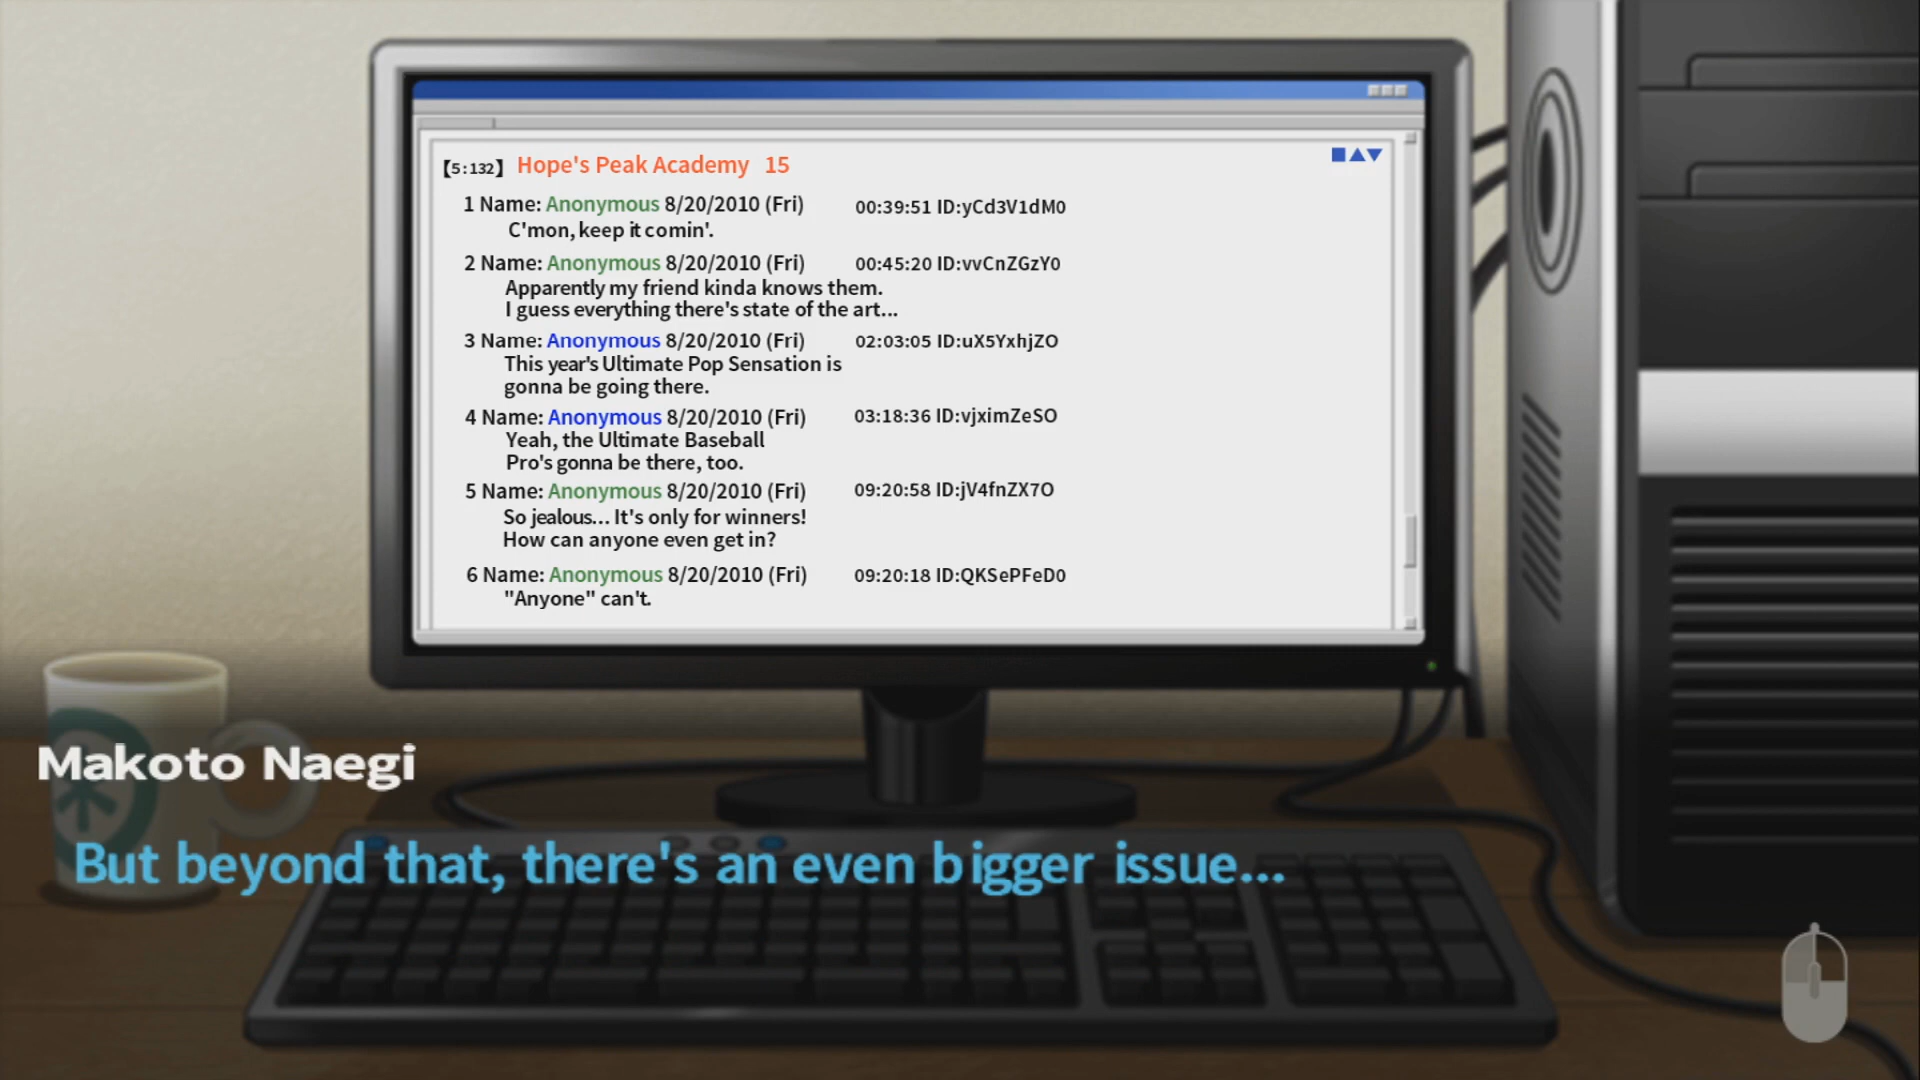 【5:132】 Hope's Peak Academy 15
1 Name: Anonymous 8/20/2010 (Fri) 00:39:51 ID:yCd3V1dM0
C'mon, keep it comin'.
2 Name: Anonymous 8/20/2010 (Fri) 00:45:20 ID:vvCnZGzY0
Apparently my friend kinda knows them.
I guess everything there's state of the art...
3 Name: Anonymous 8/20/2010 (Fri) 02:03:05 ID:uX5YxhjZO
This year's Ultimate Pop Sensation is
gonna be going there.
4 Name: Anonymous 8/20/2010 (Fri) 03:18:36 ID:vjximZeSO
Yeah, the Ultimate Baseball
Pro's gonna be there, too.
5 Name: Anonymous 8/20/2010 (Fri) 09:20:58 ID:jV4fnZX7O
So jealous... It's only for winners!
How can anyone even get in?
6 Name: Anonymous 8/20/2010 (Fri) 09:20:18 ID:QKSePFeD0
"Anyone" can't.
Makoto Naegi
But beyond that, there's an even bigger issue...